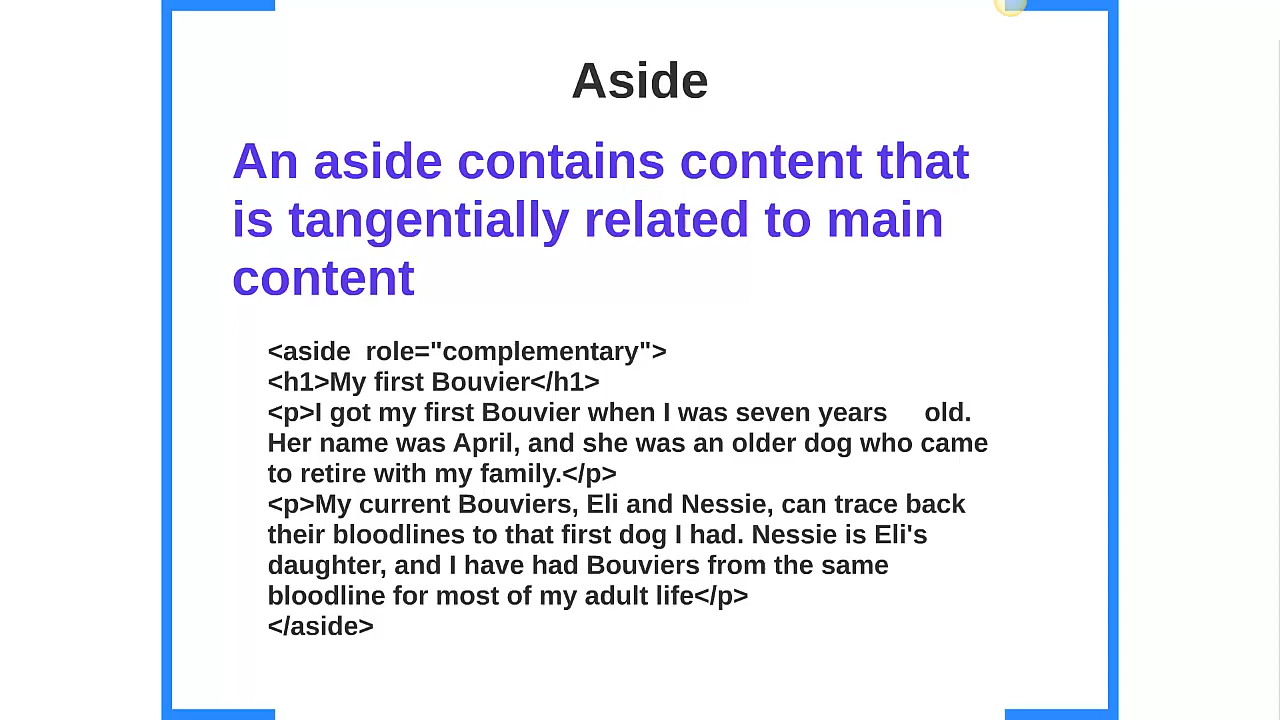 Aside
An aside contains content that
is tangentially related to main
content
<aside  role="complementary">
<h1>My first Bouvier</h1>
<p>I got my first Bouvier when I was seven years     old.
Her name was April, and she was an older dog who came
to retire with my family.</p>
<p>My current Bouviers, Eli and Nessie, can trace back
their bloodlines to that first dog I had. Nessie is Eli's
daughter, and I have had Bouviers from the same
bloodline for most of my adult life</p>
</aside>